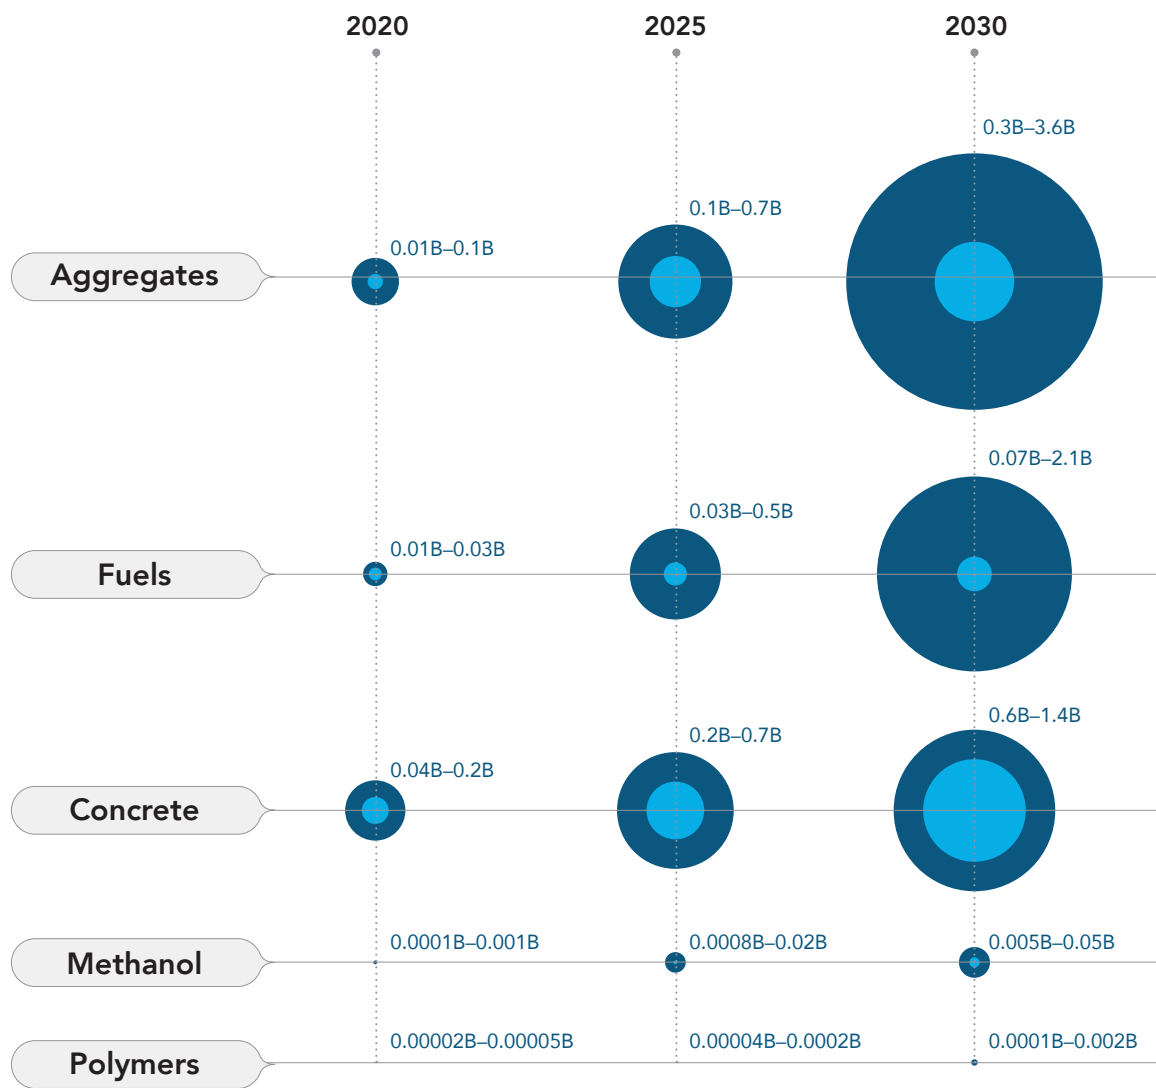 2020
2025
2030
0.3B–3.6B
0.1B–0.7B
0.01B–0.1B
Aggregates
0.07B–2.1B
0.03B–0.5B
0.01B–0.03B
Fuels
0.6B–1.4B
0.2B–0.7B
0.04B–0.2B
Concrete
0.0001B–0.001B
0.0008B–0.02B
0.005B–0.05B
Methanol
0.00002B–0.00005B
0.00004B–0.0002B
0.0001B–0.002B
Polymers